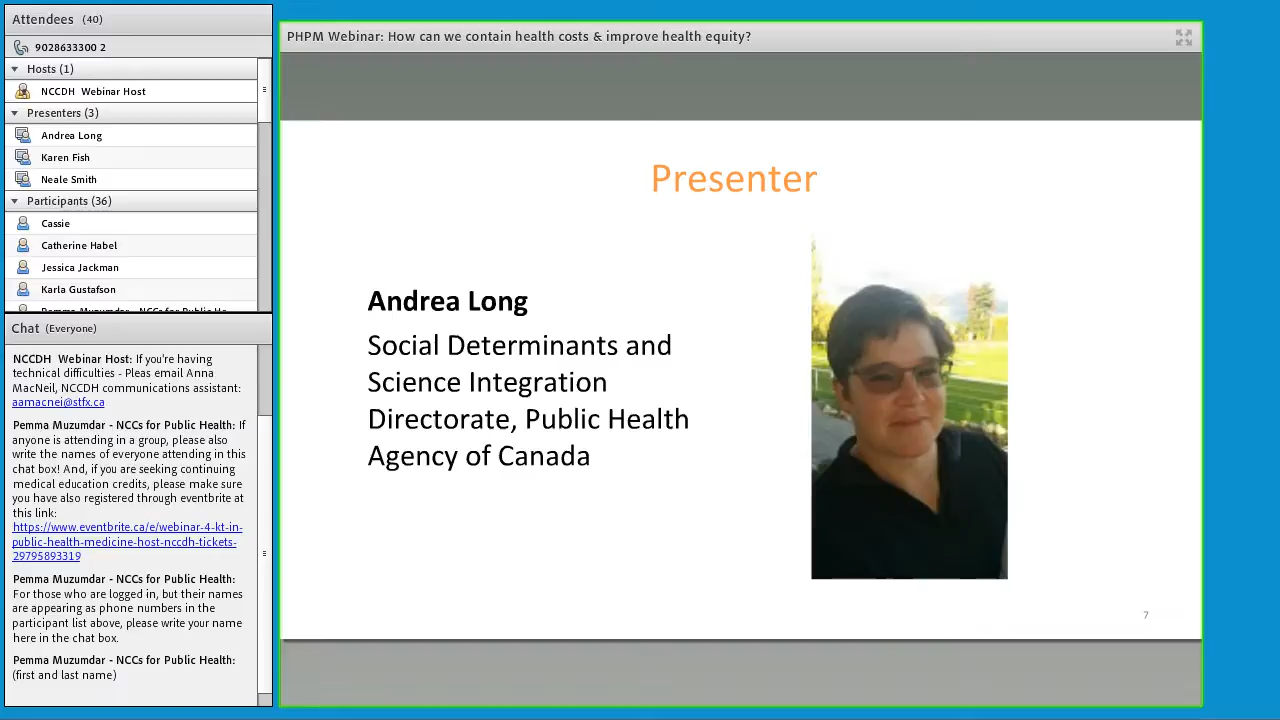 Attendees (40)
9028633300 2
Hosts (1)
NCCDH Webinar Host
Presenters (3)
Andrea Long
Karen Fish
Neale Smith
Participants (36)
Cassie
Catherine Habel
Jessica Jackman
Karla Gustafson
Pemma Muzumdar - NCCs for Public He...
Chat (Everyone)
NCCDH Webinar Host: If you're having
technical difficulties - Pleas email Anna
MacNeil, NCCDH communications assistant:
aamacnei@stfx.ca
Pemma Muzumdar - NCCs for Public Health: If
anyone is attending in a group, please also
write the names of everyone attending in this
chat box! And, if you are seeking continuing
medical education credits, please make sure
you have also registered through eventbrite at
this link:
https://www.eventbrite.ca/e/webinar-4-kt-in-
public-health-medicine-host-nccdh-tickets-
29795893319
Pemma Muzumdar - NCCs for Public Health:
For those who are logged in, but their names
are appearing as phone numbers in the
participant list above, please write your name
here in the chat box.
Pemma Muzumdar - NCCs for Public Health:
(first and last name)
PHPM Webinar: How can we contain health costs & improve health equity?
Presenter
Andrea Long
Social Determinants and
Science Integration
Directorate, Public Health
Agency of Canada
7